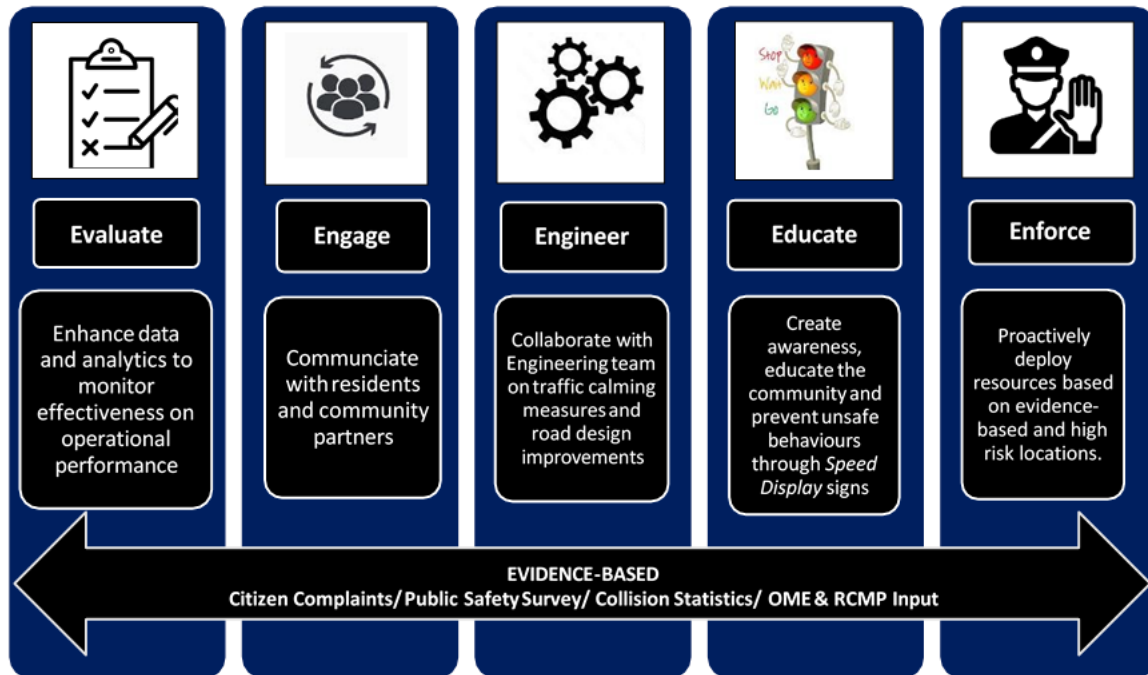 Stop
Wait
Go
Evaluate
Engage
Engineer
Educate
Enforce
Enhance data
and analytics to
monitor
effectiveness on
operational
performance
Communciate
with residents
and community
partners
Collaborate with
Engineering team
on traffic calming
measures and
road design
improvements
Create
awareness,
educate the
community and
prevent unsafe
behaviours
through Speed
Display signs
Proactively
deploy
resources based
on evidence-
based and high
risk locations.
EVIDENCE-BASED
Citizen Complaints/ Public Safety Survey/ Collision Statistics/ OME & RCMP Input